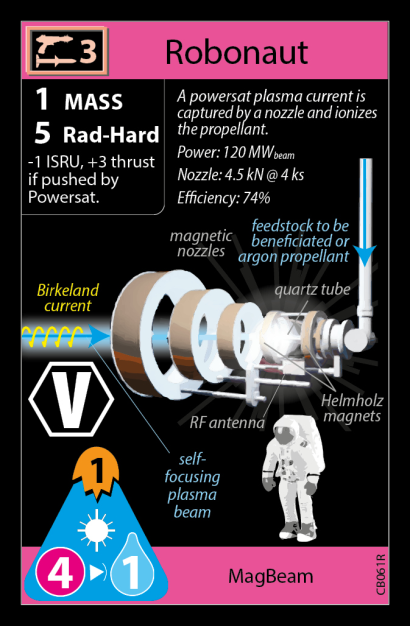 3
Robonaut
1 MASS
5 Rad-Hard
-1 ISRU, +3 thrust
if pushed by
Powersat.
A powersat plasma current is
captured by a nozzle and ionizes
the propellant.
Power: 120 MWbeam
Nozzle: 4.5 kN @ 4 ks
Efficiency: 74%
feedstock to be
beneficiated or
argon propellant
magnetic
nozzles
quartz tube
Birkeland
current
Helmholz
magnets
RF antenna
V
self-
focusing
plasma
beam
1
4
1
MagBeam
CB061R